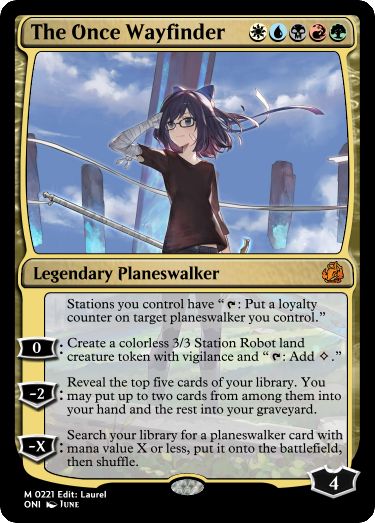 The Once Wayfinder
Legendary Planeswalker
Stations you control have “ : Put a loyalty
counter on target planeswalker you control.”
0 : Create a colorless 3/3 Station Robot land
creature token with vigilance and “ : Add .”
-2 : Reveal the top five cards of your library. You
may put up to two cards from among them into
your hand and the rest into your graveyard.
-X : Search your library for a planeswalker card with
mana value X or less, put it onto the battlefield,
then shuffle.
4
M 0221 Edit: Laurel
ONI JUNE